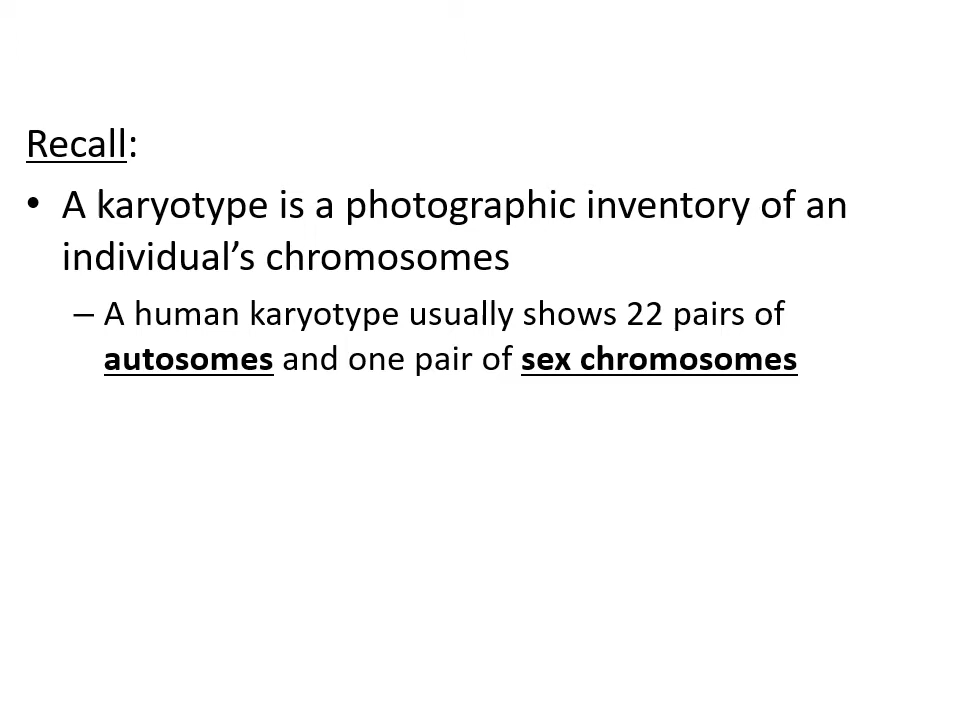 Recall:
• A karyotype is a photographic inventory of an
individual’s chromosomes
– A human karyotype usually shows 22 pairs of
autosomes and one pair of sex chromosomes